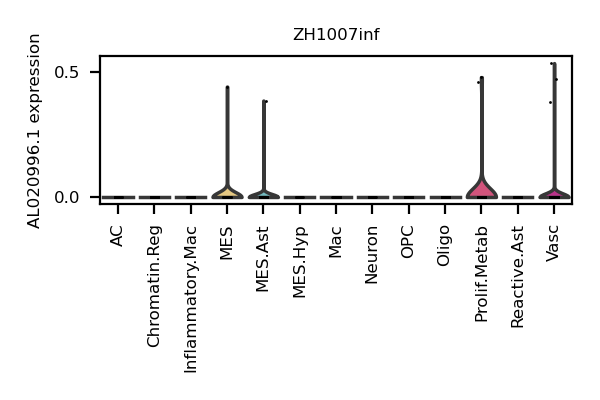 ZH1007inf
AL020996.1 expression
0.5
0.0
AC
Chromatin.Reg
Inflammatory.Mac
MES
MES.Ast
MES.Hyp
Mac
Neuron
OPC
Oligo
Prolif.Metab
Reactive.Ast
Vasc